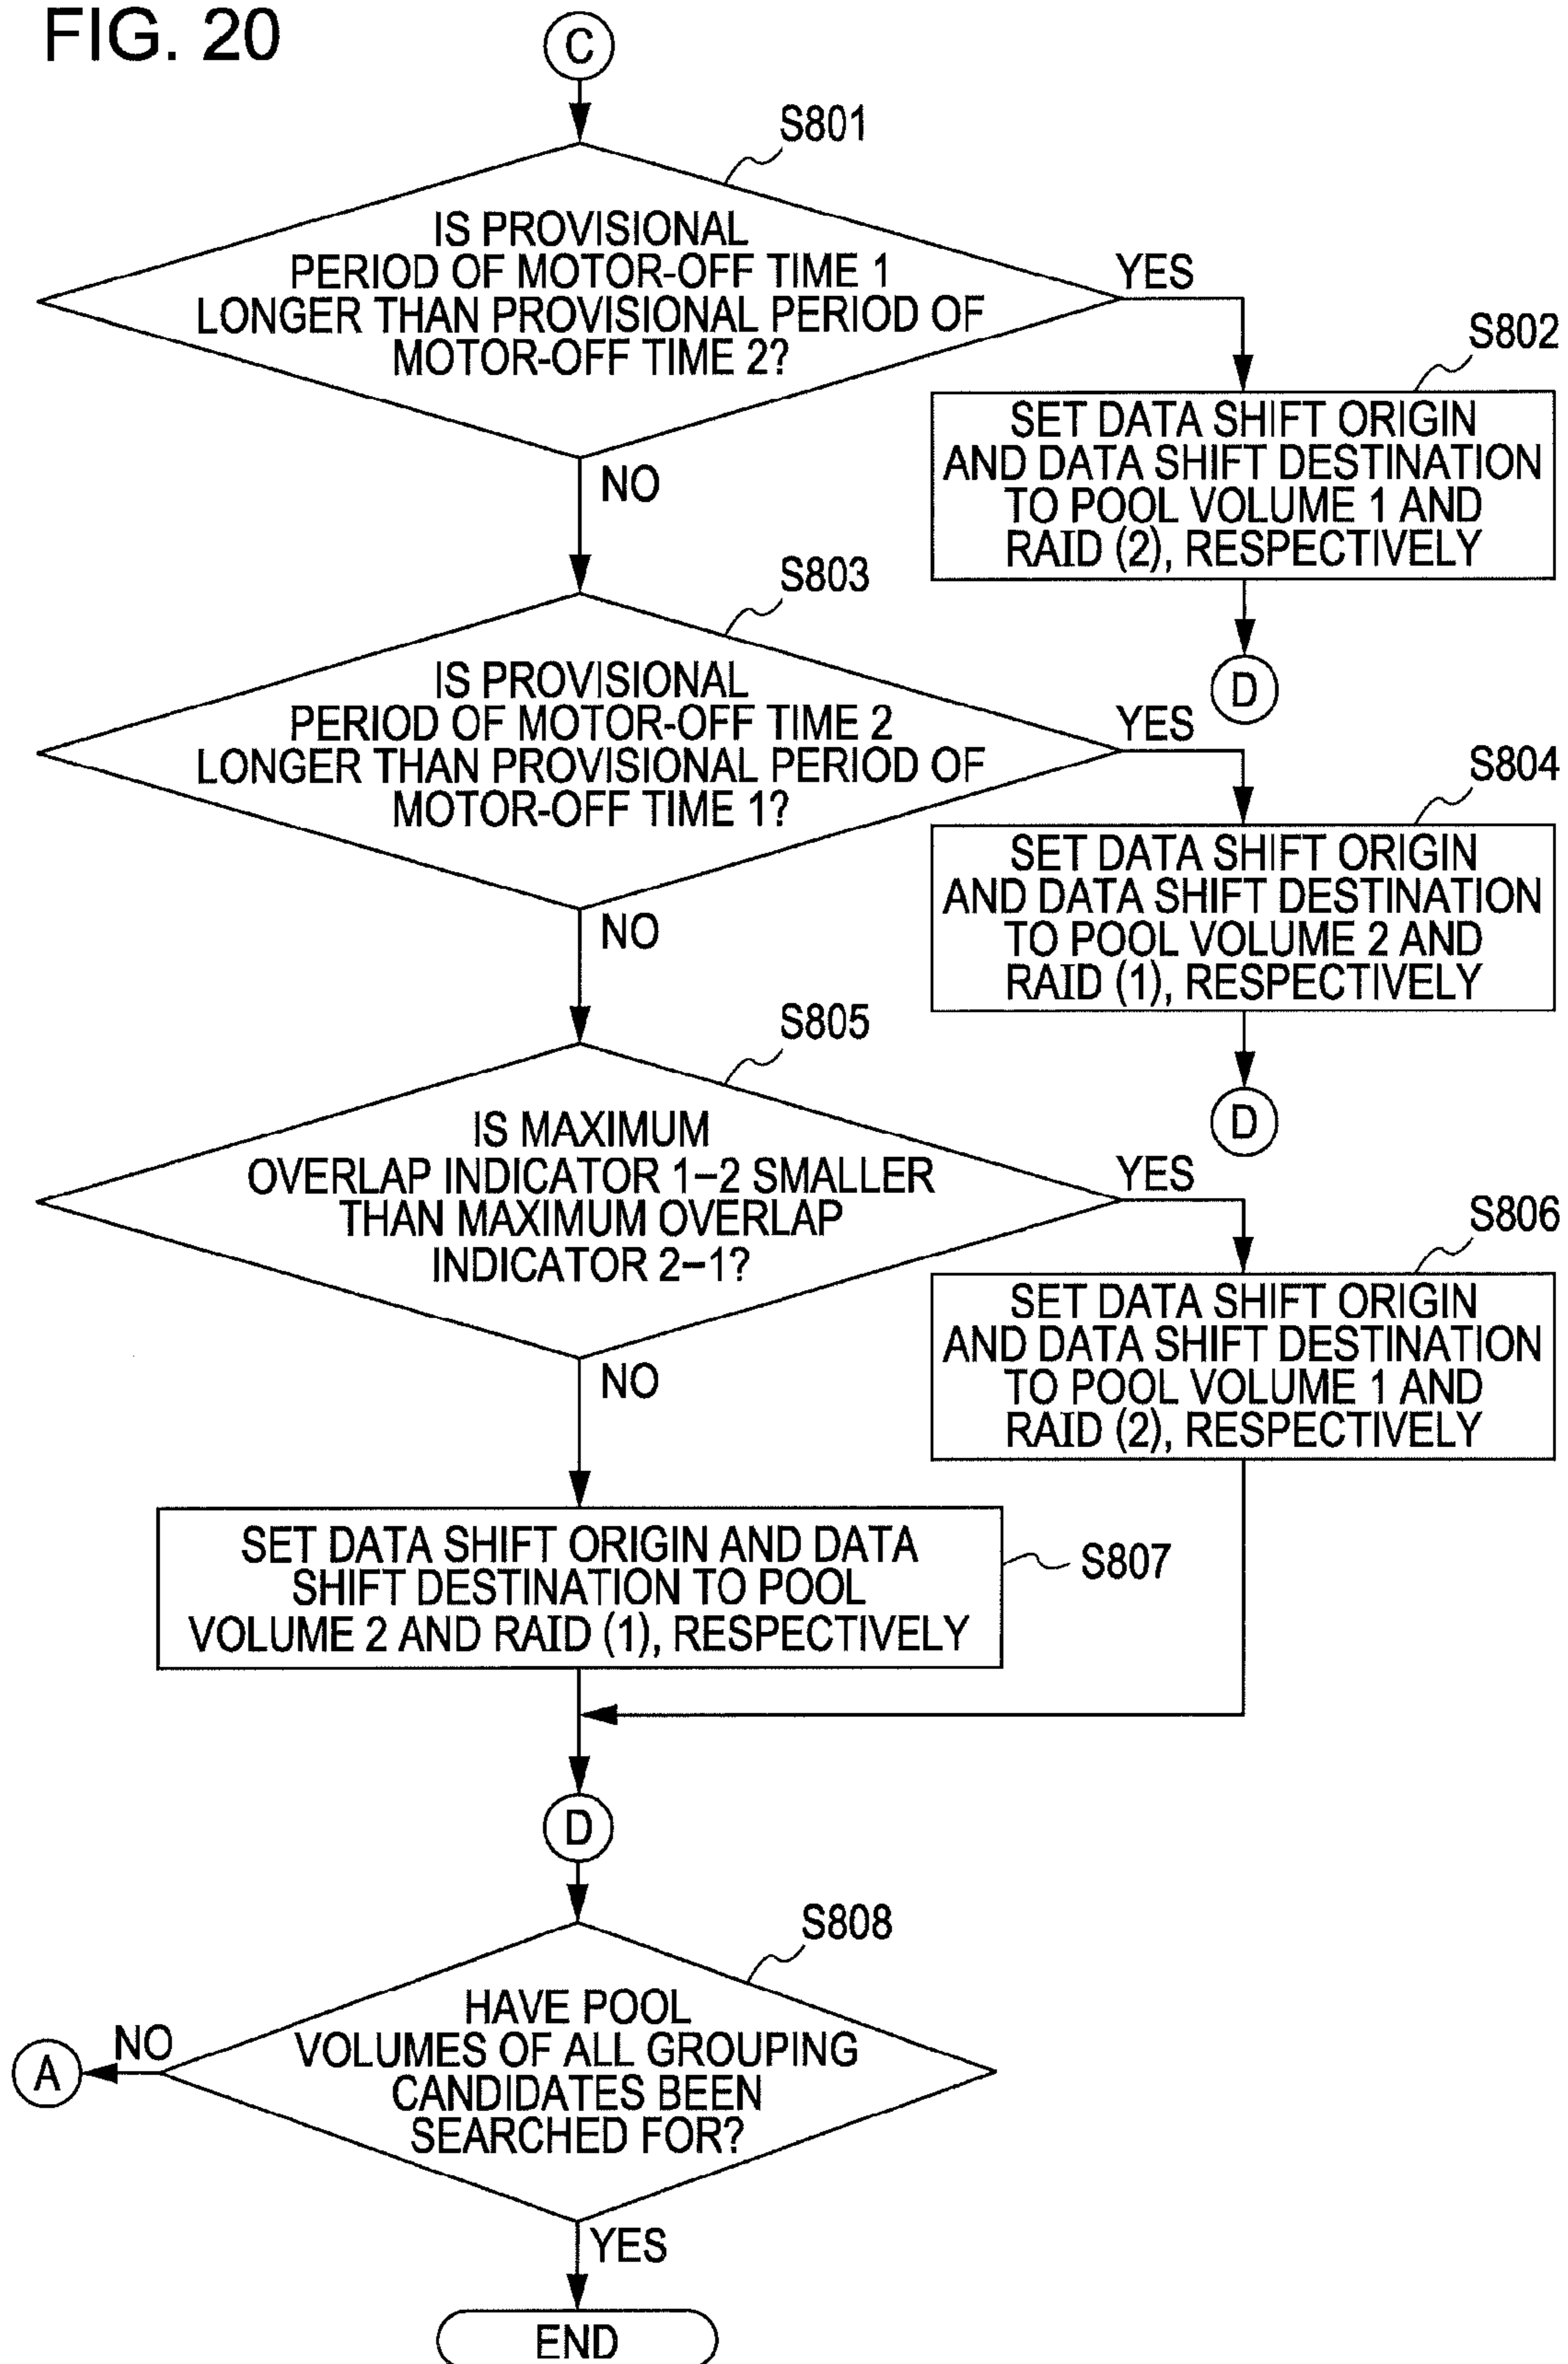 FIG. 20
C
S801
IS PROVISIONAL
PERIOD OF MOTOR-OFF TIME 1
LONGER THAN PROVISIONAL PERIOD OF
MOTOR-OFF TIME 2?
YES
NO
S802
SET DATA SHIFT ORIGIN
AND DATA SHIFT DESTINATION
TO POOL VOLUME 1 AND
RAID (2), RESPECTIVELY
D
S803
IS PROVISIONAL
PERIOD OF MOTOR-OFF TIME 2
LONGER THAN PROVISIONAL PERIOD OF
MOTOR-OFF TIME 1?
YES
NO
S804
SET DATA SHIFT ORIGIN
AND DATA SHIFT DESTINATION
TO POOL VOLUME 2 AND
RAID (1), RESPECTIVELY
D
S805
IS MAXIMUM
OVERLAP INDICATOR 1–2 SMALLER
THAN MAXIMUM OVERLAP
INDICATOR 2–1?
YES
NO
S806
SET DATA SHIFT ORIGIN
AND DATA SHIFT DESTINATION
TO POOL VOLUME 1 AND
RAID (2), RESPECTIVELY
SET DATA SHIFT ORIGIN AND DATA
SHIFT DESTINATION TO POOL
VOLUME 2 AND RAID (1), RESPECTIVELY
S807
D
S808
HAVE POOL
VOLUMES OF ALL GROUPING
CANDIDATES BEEN
SEARCHED FOR?
NO
A
YES
END